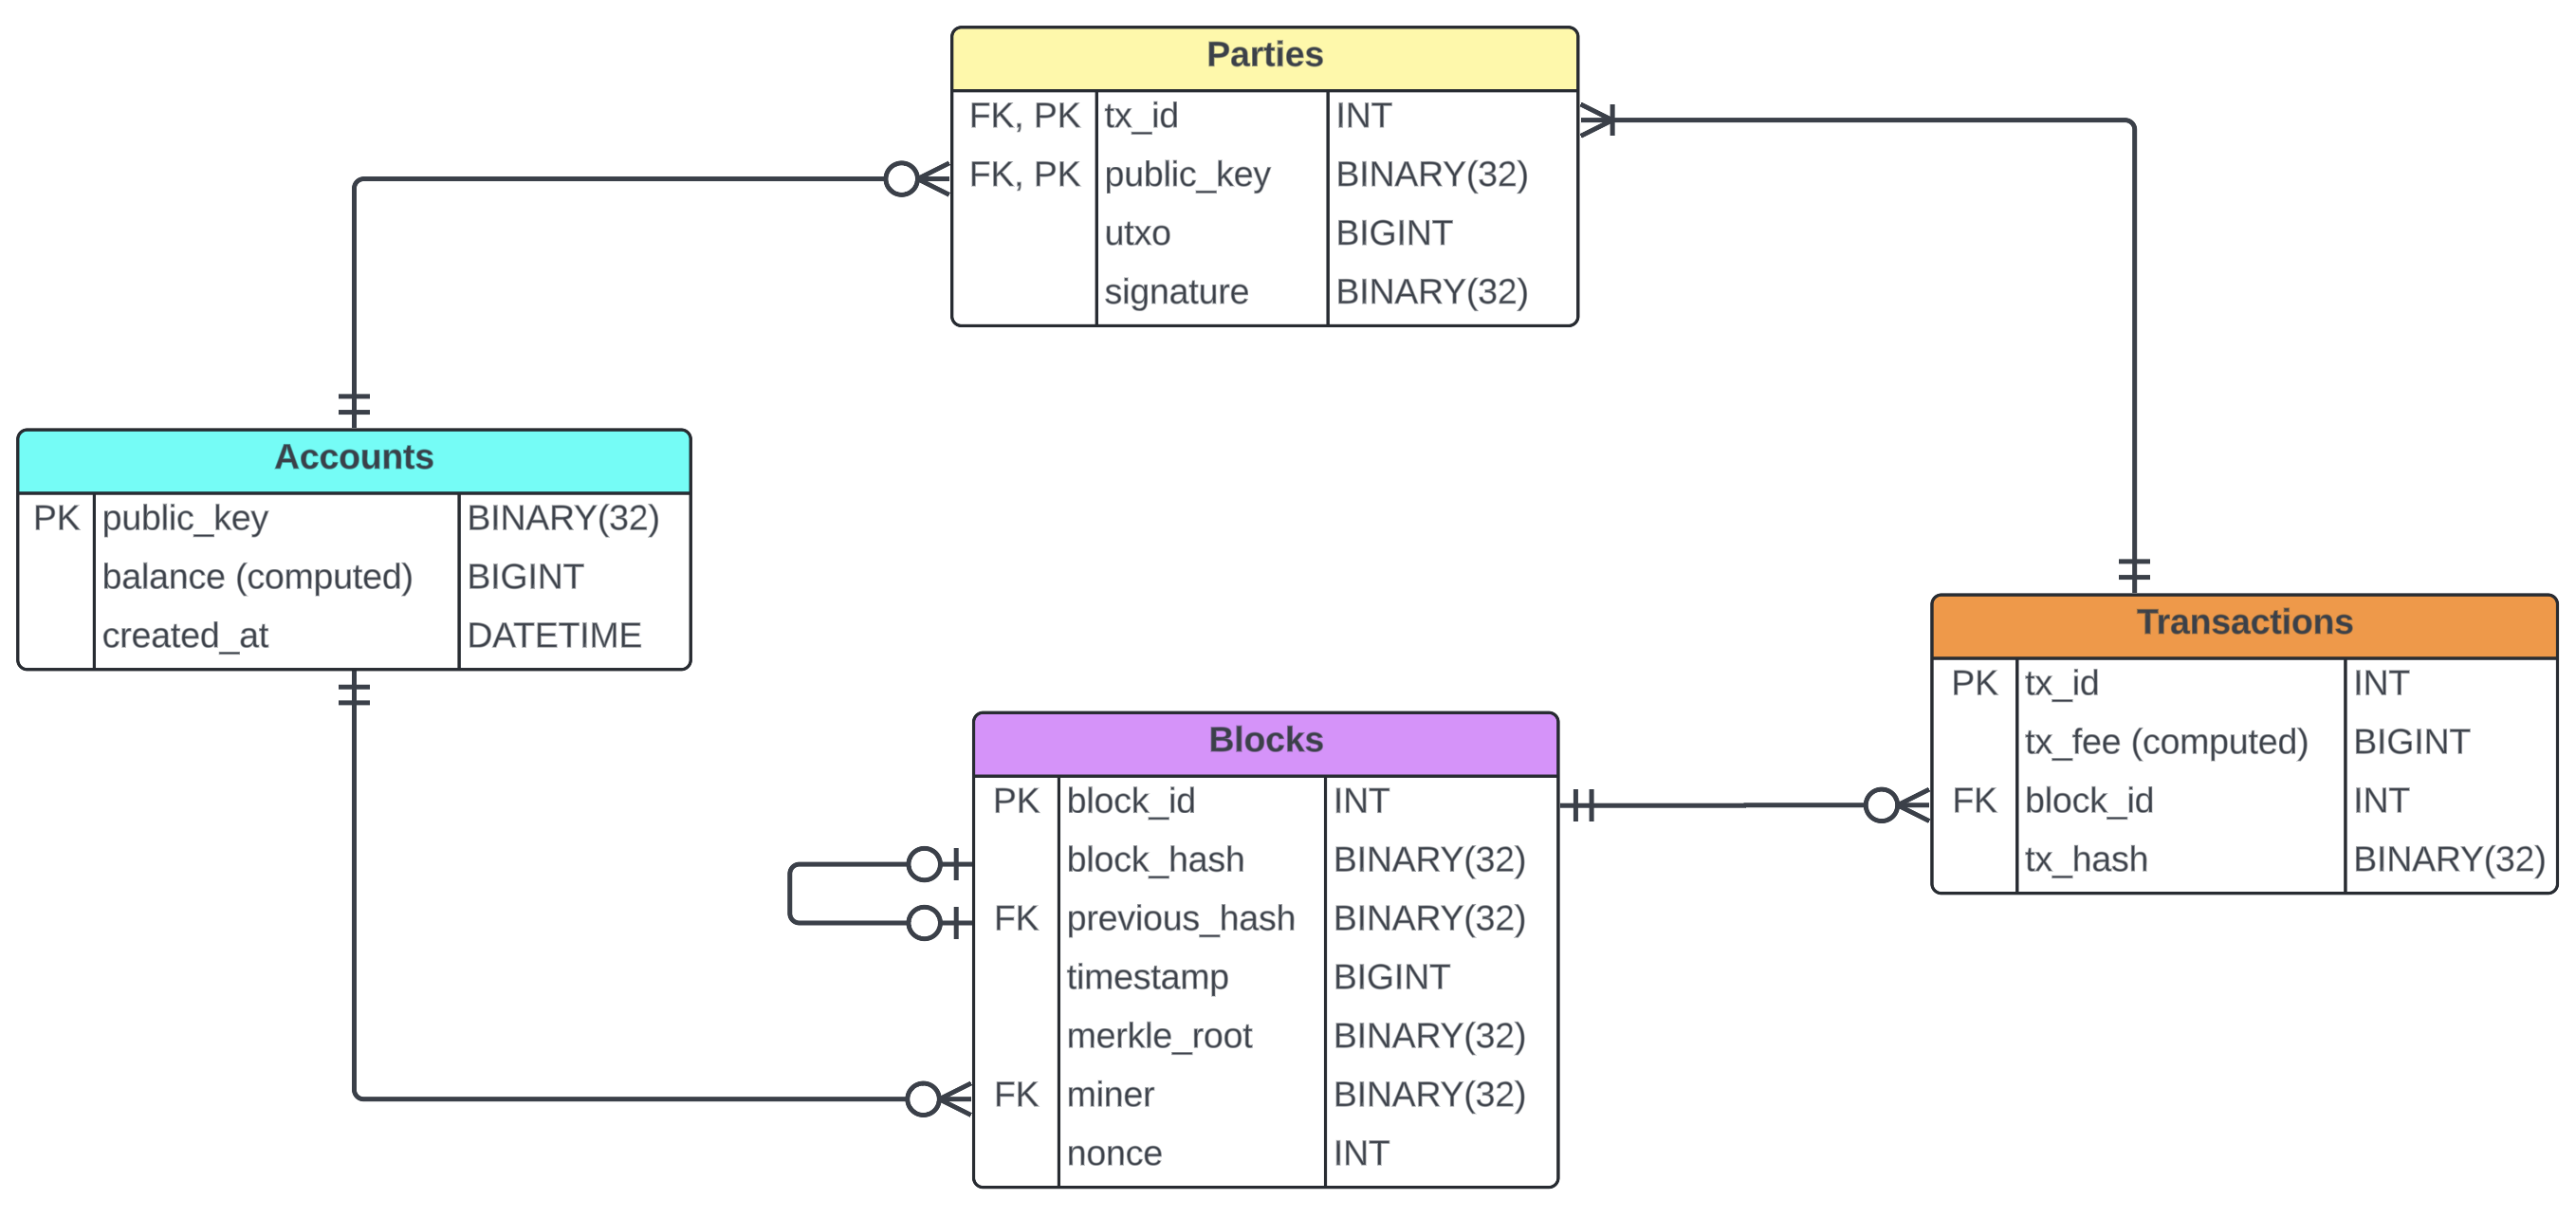 Parties
FK, PK tx_id INT
FK, PK public_key BINARY(32)
utxo BIGINT
signature BINARY(32)
Accounts
PK public_key BINARY(32)
balance (computed) BIGINT
created_at DATETIME
Transactions
PK tx_id INT
tx_fee (computed) BIGINT
FK block_id INT
tx_hash BINARY(32)
Blocks
PK block_id INT
block_hash BINARY(32)
FK previous_hash BINARY(32)
timestamp BIGINT
merkle_root BINARY(32)
FK miner BINARY(32)
nonce INT